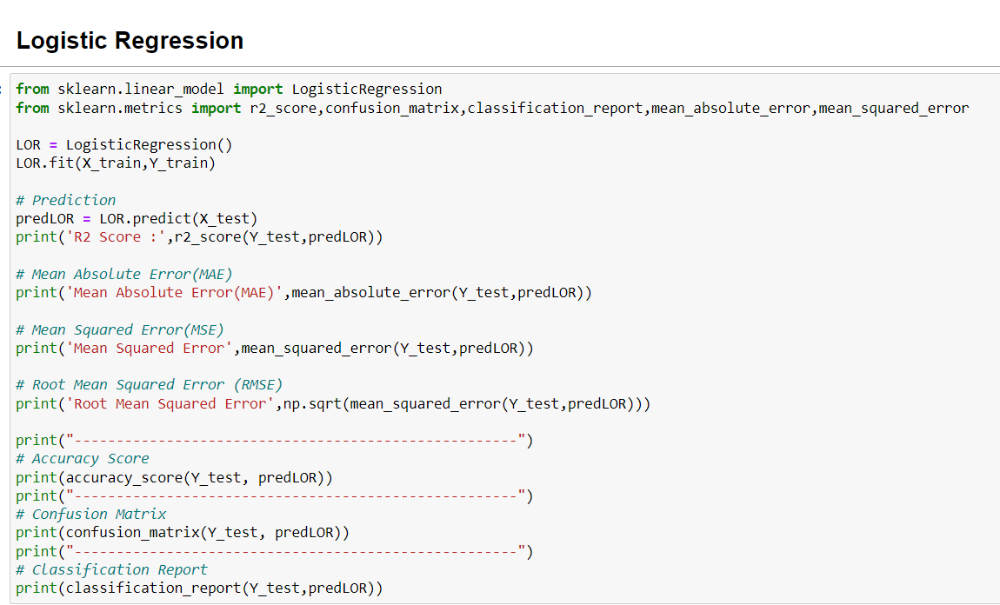 Logistic Regression
from sklearn.linear_model import LogisticRegression
from sklearn.metrics import r2_score,confusion_matrix,classification_report,mean_absolute_error,mean_squared_error
LOR = LogisticRegression()
LOR.fit(X_train,Y_train)
# Prediction
predLOR = LOR.predict(X_test)
print('R2 Score :',r2_score(Y_test,predLOR))
# Mean Absolute Error(MAE)
print('Mean Absolute Error(MAE)',mean_absolute_error(Y_test,predLOR))
# Mean Squared Error(MSE)
print('Mean Squared Error',mean_squared_error(Y_test,predLOR))
# Root Mean Squared Error (RMSE)
print('Root Mean Squared Error',np.sqrt(mean_squared_error(Y_test,predLOR)))
print("-----------------------------------------------------")
# Accuracy Score
print(accuracy_score(Y_test, predLOR))
print("-----------------------------------------------------")
# Confusion Matrix
print(confusion_matrix(Y_test, predLOR))
print("-----------------------------------------------------")
# Classification Report
print(classification_report(Y_test,predLOR))